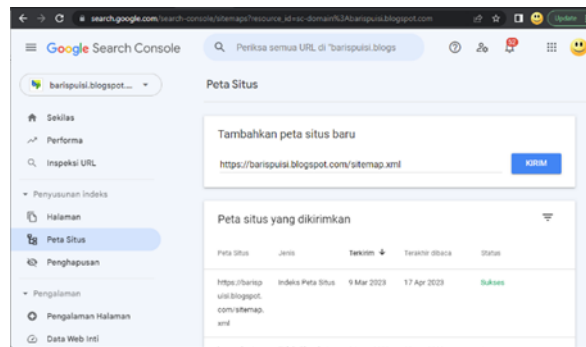 search.google.com/search-console/sitemaps?resource_id=sc-domain%3Abarispuisi.blogspot.com
Update
Google Search Console
Periksa semua URL di "barispuisi.blogs
barispuisi.blogspot....
Peta Situs
Sekilas
Performa
Inspeksi URL
Tambahkan peta situs baru
https://barispuisi.blogspot.com/sitemap.xml
KIRIM
Penyusunan indeks
Halaman
Peta Situs
Penghapusan
Peta situs yang dikirimkan
Peta Situs Jenis Terkirim Terakhir dibaca Status
https://barisp Indeks Peta Situs 9 Mar 2023 17 Apr 2023 Sukses
uisi.blogspot.
com/sitemap.
xml
Pengalaman
Pengalaman Halaman
Data Web Inti